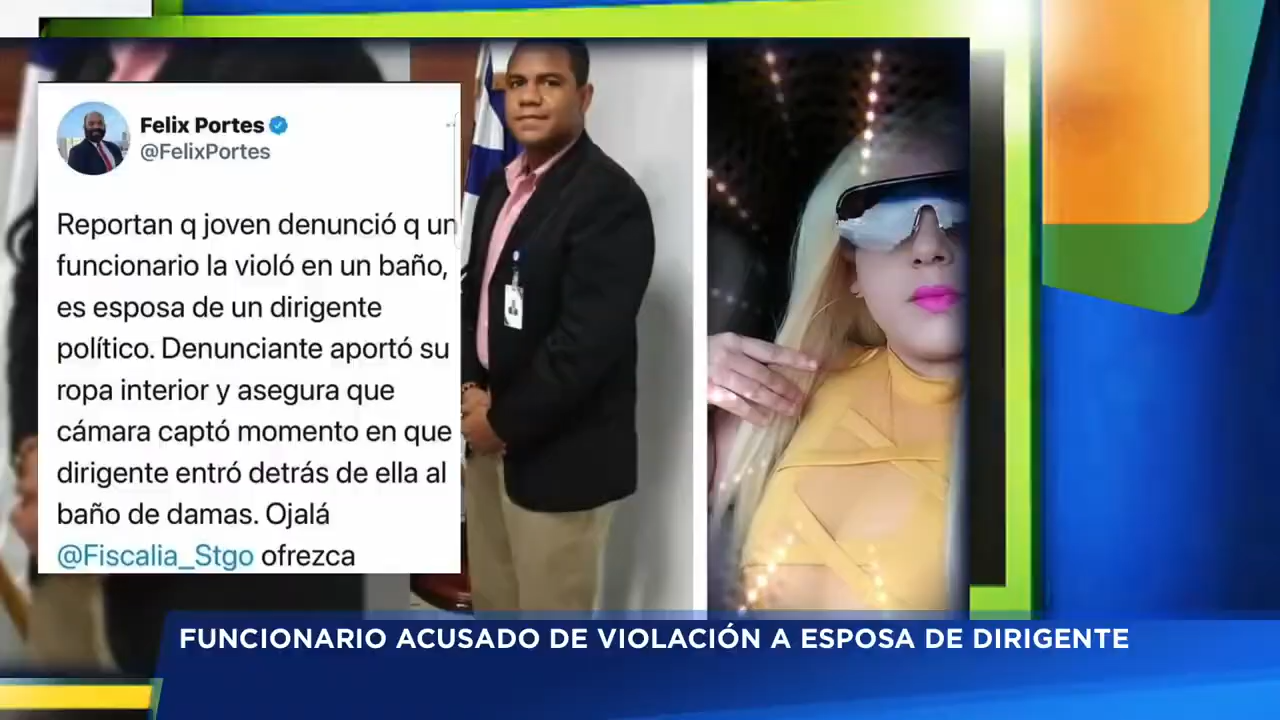 Felix Portes
@FelixPortes
Reportan q joven denunció q un
funcionario la violó en un baño,
es esposa de un dirigente
político. Denunciante aportó su
ropa interior y asegura que
cámara captó momento en que
dirigente entró detrás de ella al
baño de damas. Ojalá
@Fiscalia_Stgo ofrezca
FUNCIONARIO ACUSADO DE VIOLACIÓN A ESPOSA DE DIRIGENTE